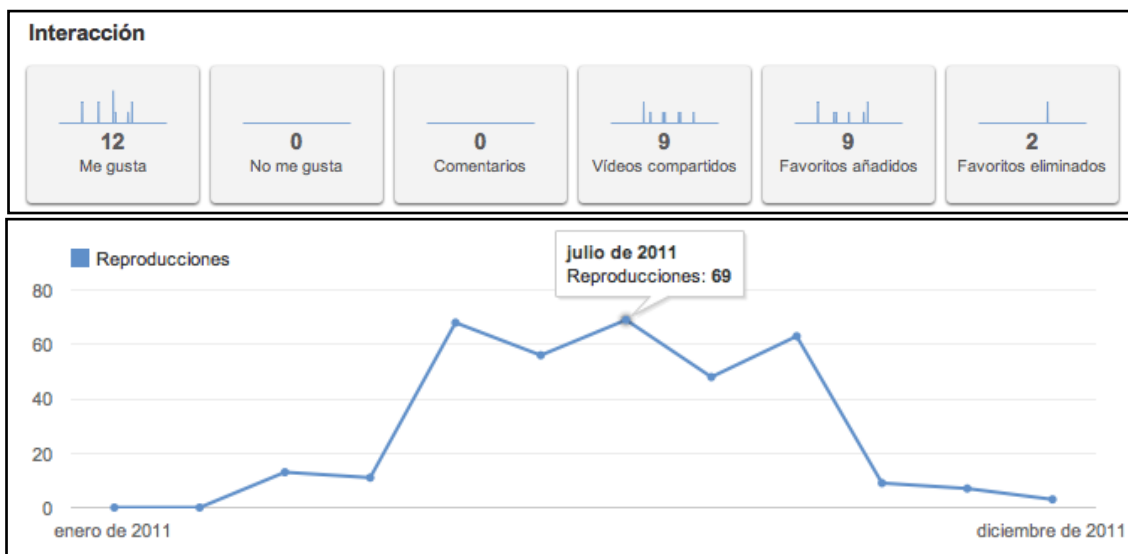 Interacción
12
Me gusta
0
No me gusta
0
Comentarios
9
Vídeos compartidos
9
Favoritos añadidos
2
Favoritos eliminados
Reproducciones
julio de 2011
Reproducciones: 69
80
60
40
20
0
enero de 2011
diciembre de 2011